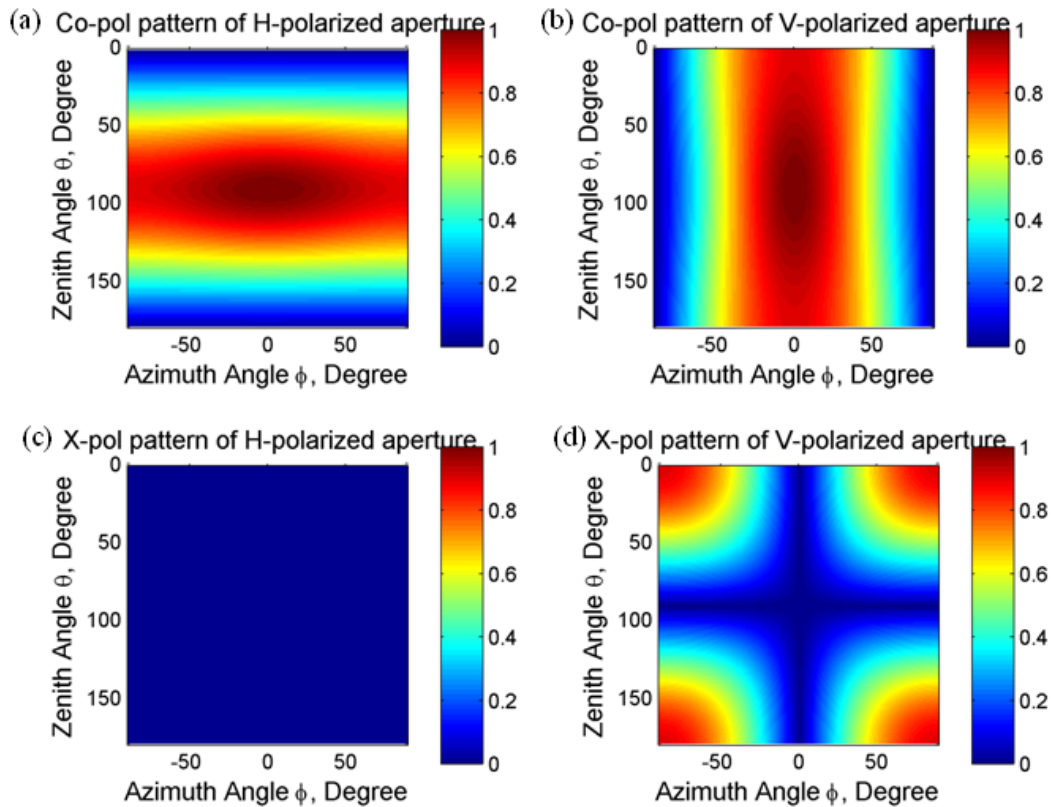 (a) Co-pol pattern of H-polarized aperture
0
50
100
150
Zenith Angle θ, Degree
-50 0 50
Azimuth Angle ϕ, Degree
1
0.8
0.6
0.4
0.2
0
(b) Co-pol pattern of V-polarized aperture
0
50
100
150
Zenith Angle θ, Degree
-50 0 50
Azimuth Angle ϕ, Degree
1
0.8
0.6
0.4
0.2
0
(c) X-pol pattern of H-polarized aperture
0
50
100
150
Zenith Angle θ, Degree
-50 0 50
Azimuth Angle ϕ, Degree
1
0.8
0.6
0.4
0.2
0
(d) X-pol pattern of V-polarized aperture
0
50
100
150
Zenith Angle θ, Degree
-50 0 50
Azimuth Angle ϕ, Degree
1
0.8
0.6
0.4
0.2
0